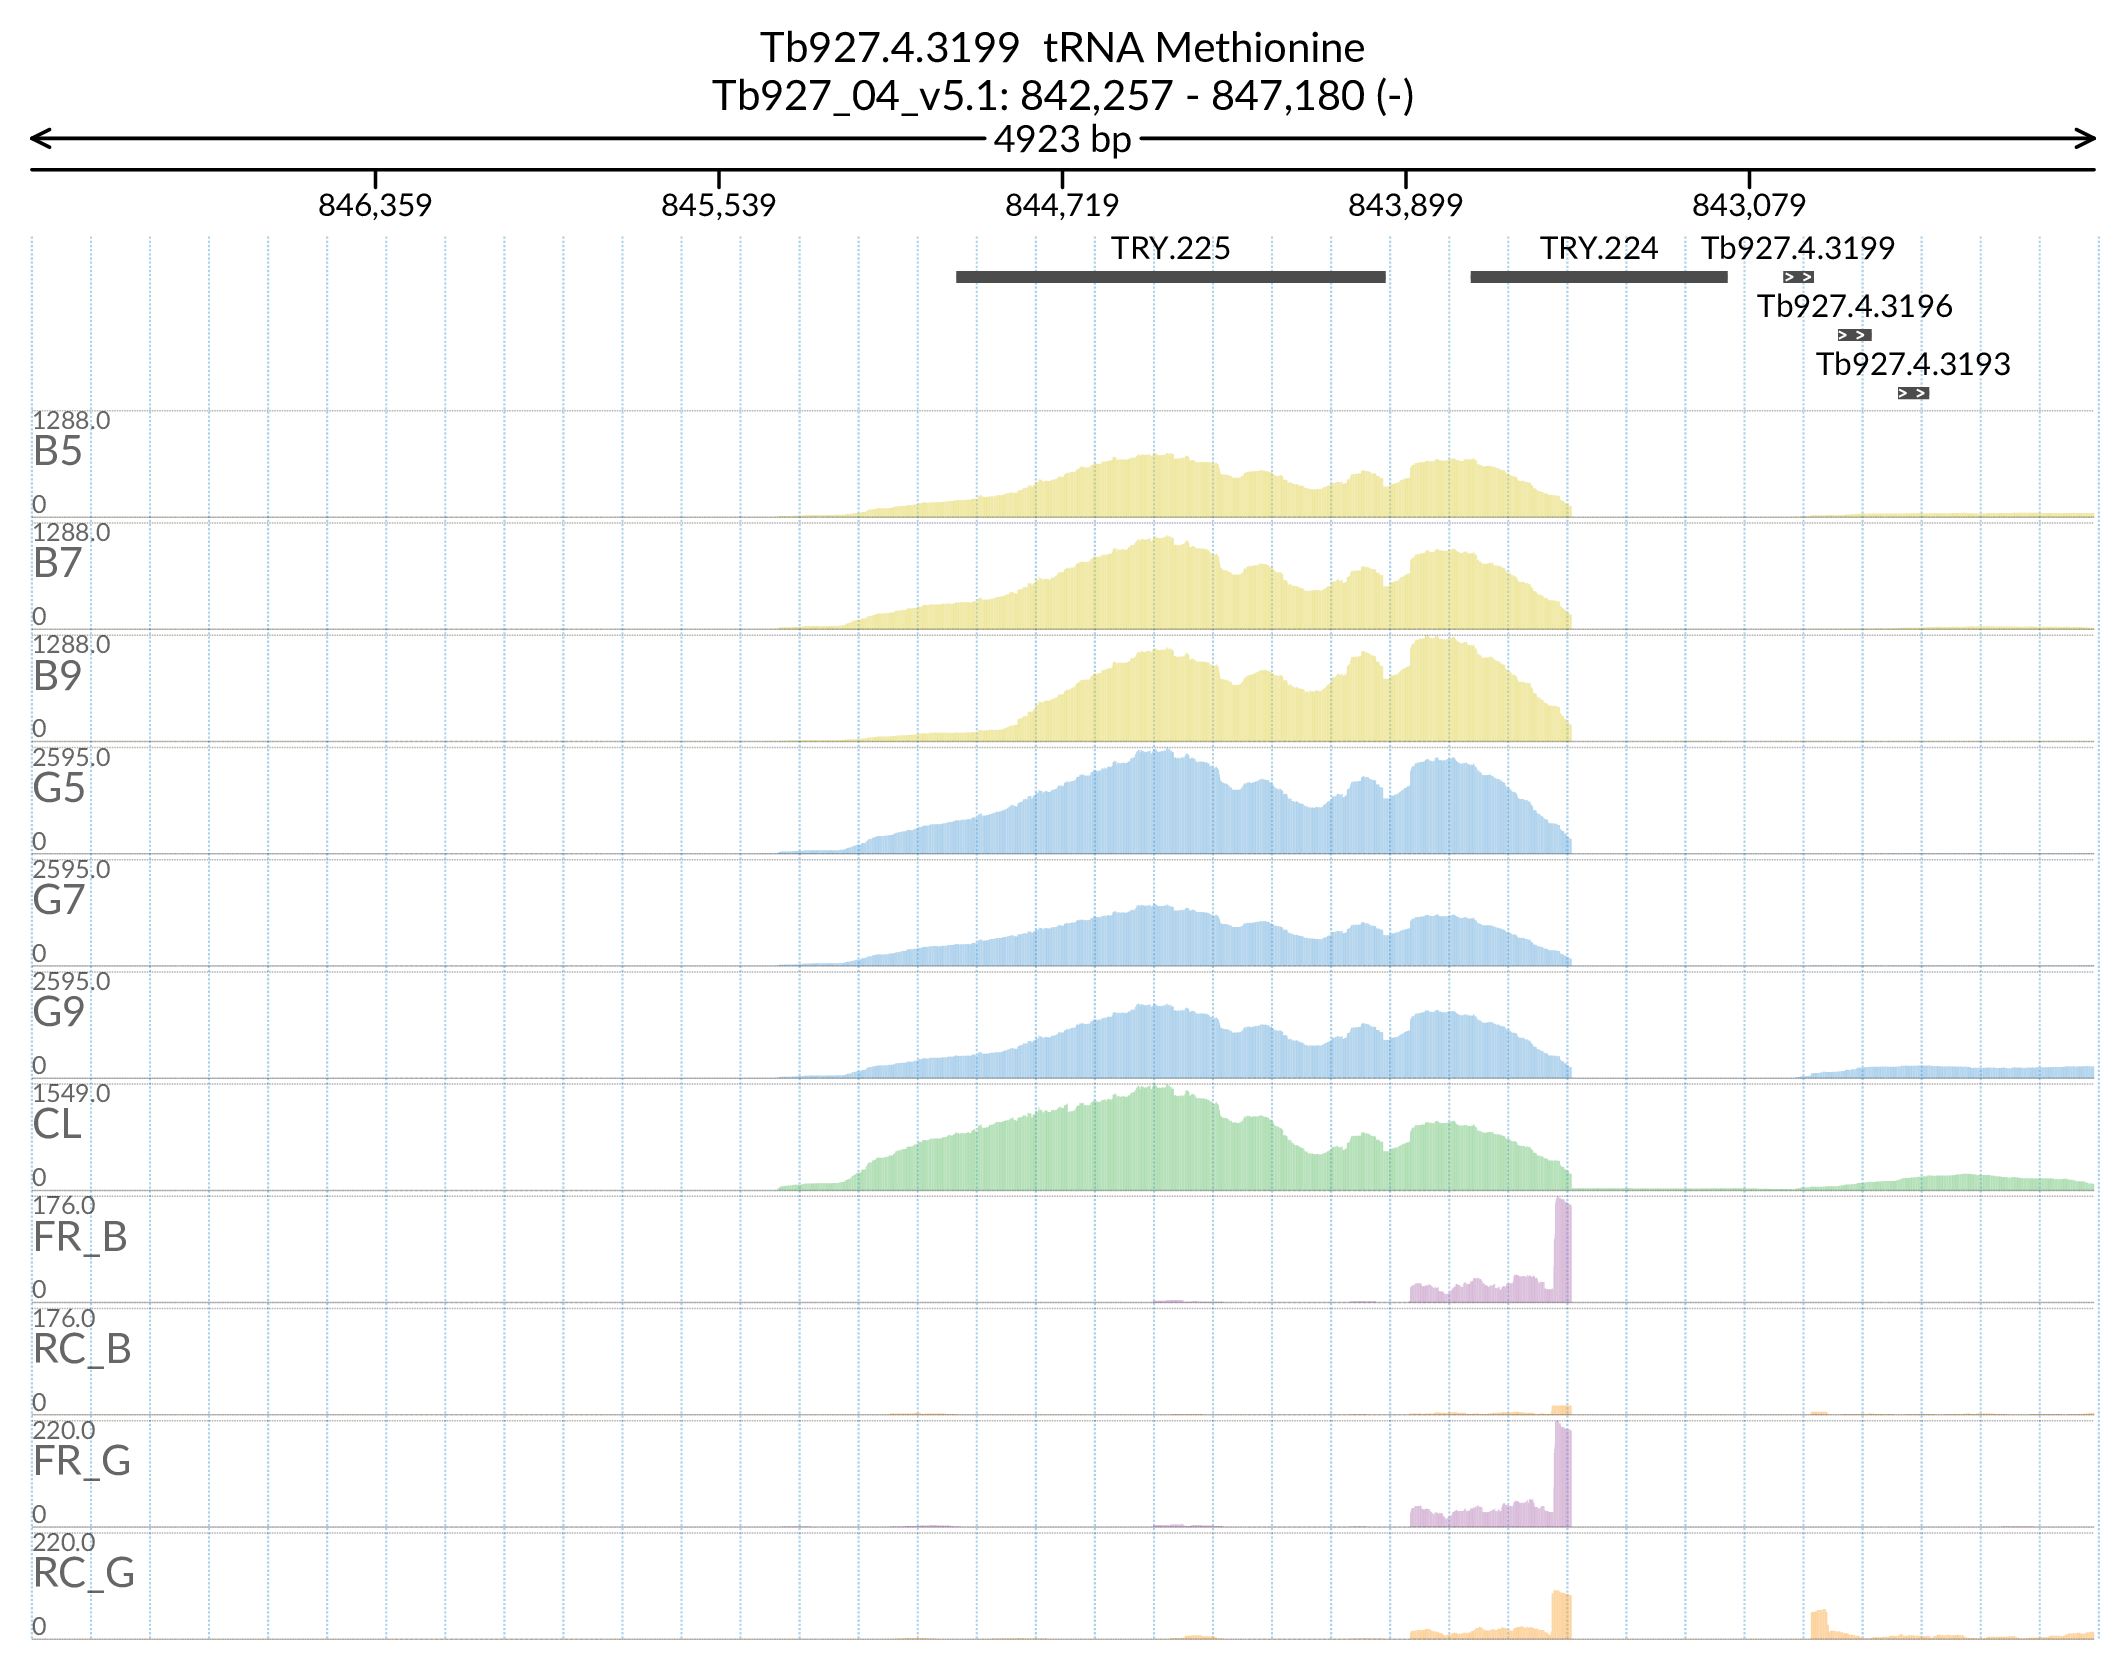 Tb927.4.3199  tRNA Methionine
Tb927_04_v5.1: 842,257 - 847,180 (-)
4923 bp
846,359 845,539 844,719 843,899 843,079
TRY.225 TRY.224 Tb927.4.3199
> >
Tb927.4.3196
> >
Tb927.4.3193
> >
1288.0
B5
0
1288.0
B7
0
1288.0
B9
0
2595.0
G5
0
2595.0
G7
0
2595.0
G9
0
1549.0
CL
0
176.0
FR_B
0
176.0
RC_B
0
220.0
FR_G
0
220.0
RC_G
0